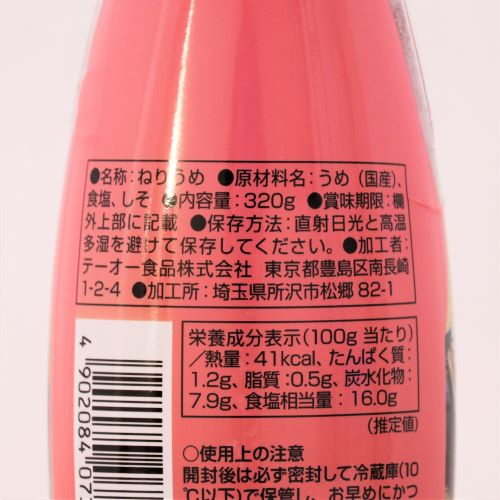 ●名称:ねりうめ ●原材料名:うめ(国産)、
食塩、しそ ●内容量:320g ●賞味期限:欄
外上部に記載 ●保存方法:直射日光と高温
多湿を避けて保存してください。●加工者:
テーオー食品株式会社 東京都豊島区南長崎
1-2-4 ●加工所:埼玉県所沢市松郷 82-1
栄養成分表示(100g 当たり)
/熱量:41kcal、たんぱく質:
1.2g、脂質:0.5g、炭水化物:
7.9g、食塩相当量:16.0g
(推定値)
4 902084 07
○使用上の注意
開封後は必ず密封して冷蔵庫(10
℃以下)で保管し、お早めにかつ